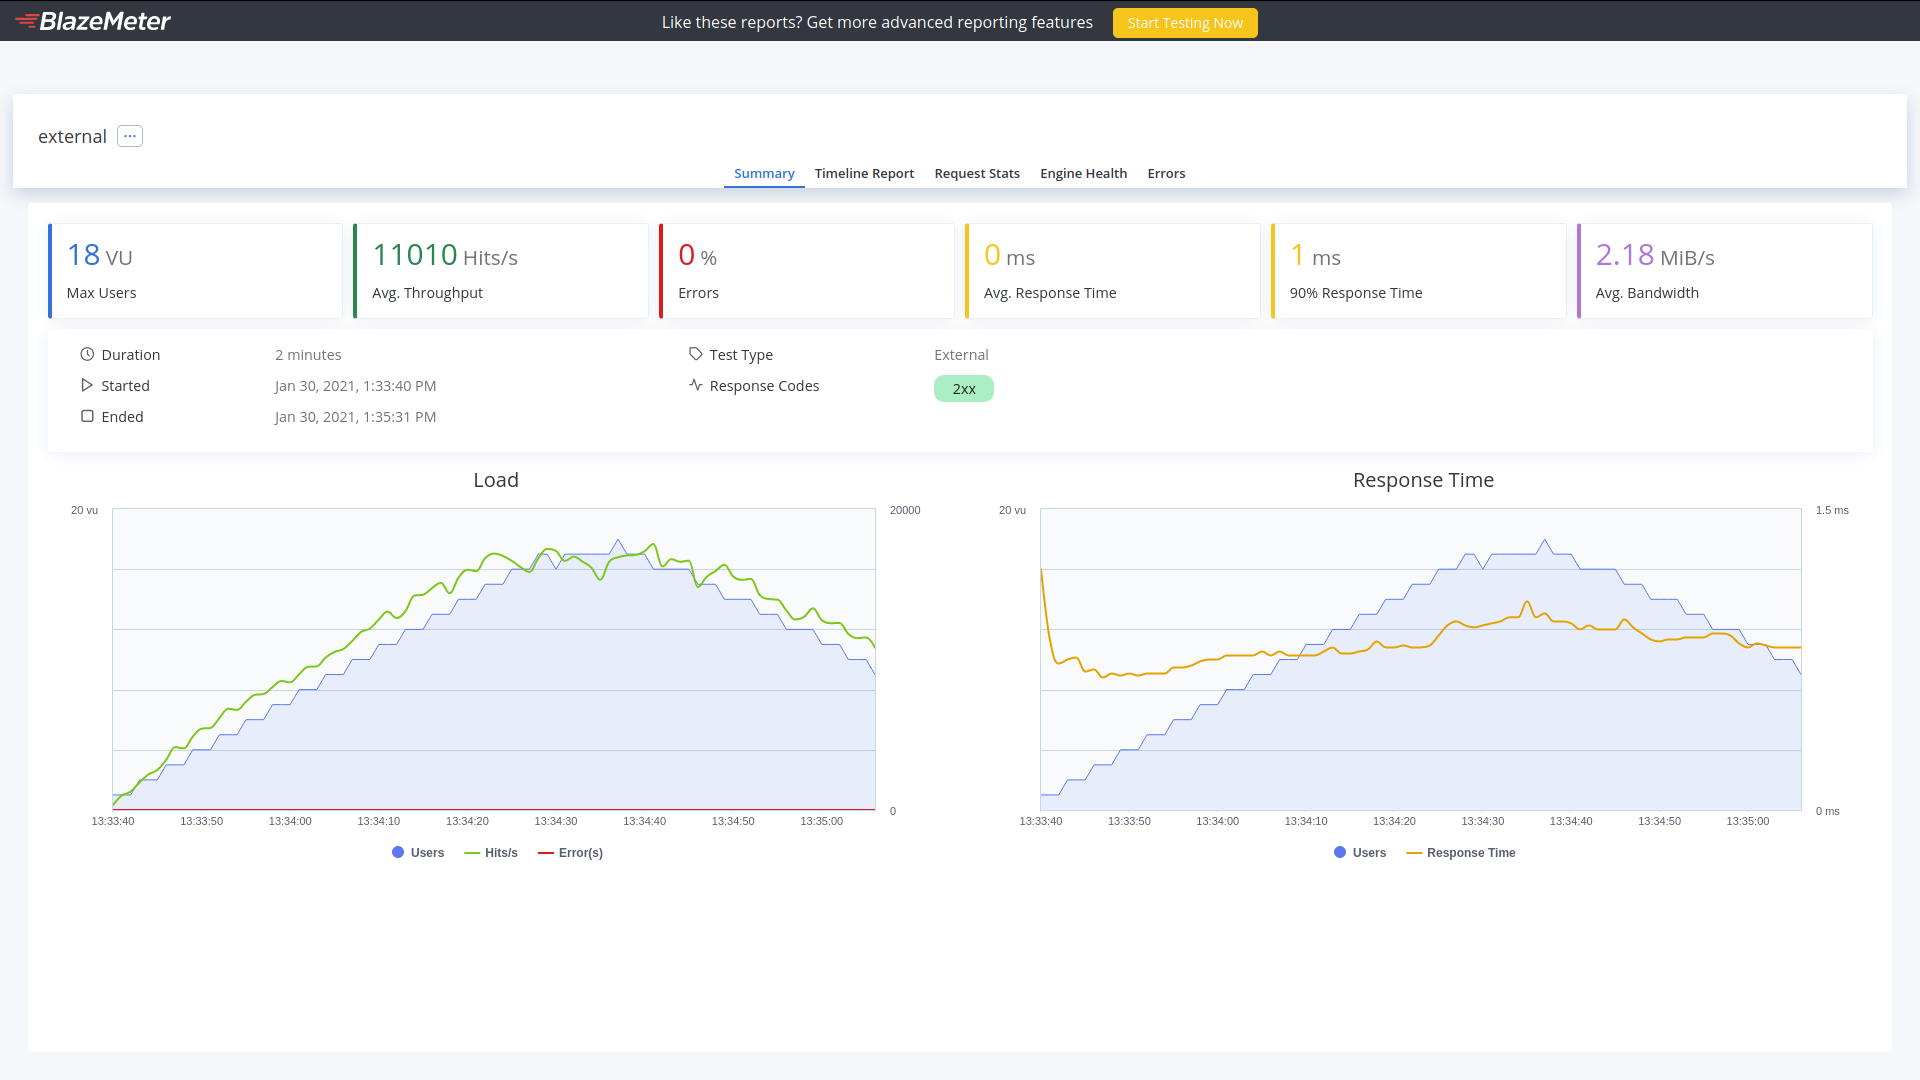 BlazeMeter
Like these reports? Get more advanced reporting features
Start Testing Now
external ...
Summary Timeline Report Request Stats Engine Health Errors
18 VU
Max Users
11010 Hits/s
Avg. Throughput
0 %
Errors
0 ms
Avg. Response Time
1 ms
90% Response Time
2.18 MiB/s
Avg. Bandwidth
Duration 2 minutes
Started Jan 30, 2021, 1:33:40 PM
Ended Jan 30, 2021, 1:35:31 PM
Test Type External
Response Codes 2xx
Load
20 vu 20000
0
13:33:40 13:33:50 13:34:00 13:34:10 13:34:20 13:34:30 13:34:40 13:34:50 13:35:00
Users Hits/s Error(s)
Response Time
20 vu 1.5 ms
0 ms
13:33:40 13:33:50 13:34:00 13:34:10 13:34:20 13:34:30 13:34:40 13:34:50 13:35:00
Users Response Time